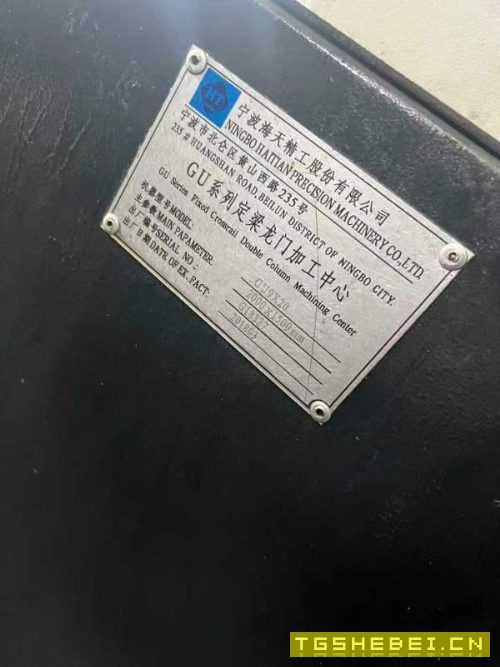 HT
宁波海天精工股份有限公司
NINGBO HAITIAN PRECISION MACHINERY CO., LTD.
宁波市北仑区黄山西路235号
235# HUANGSHAN ROAD, BEILUN DISTRICT OF NINGBO CITY.
GU系列定梁龙门加工中心
GU Series Fixed Crossrail Double Column Machining Center
机床型号MODEL:
主参数MAIN PAPAMETER: 2000×1500mm
出厂编号SERIAL NO.:
出厂日期DATE OF EX. FACT: 201803
TGSHEBEI.CN